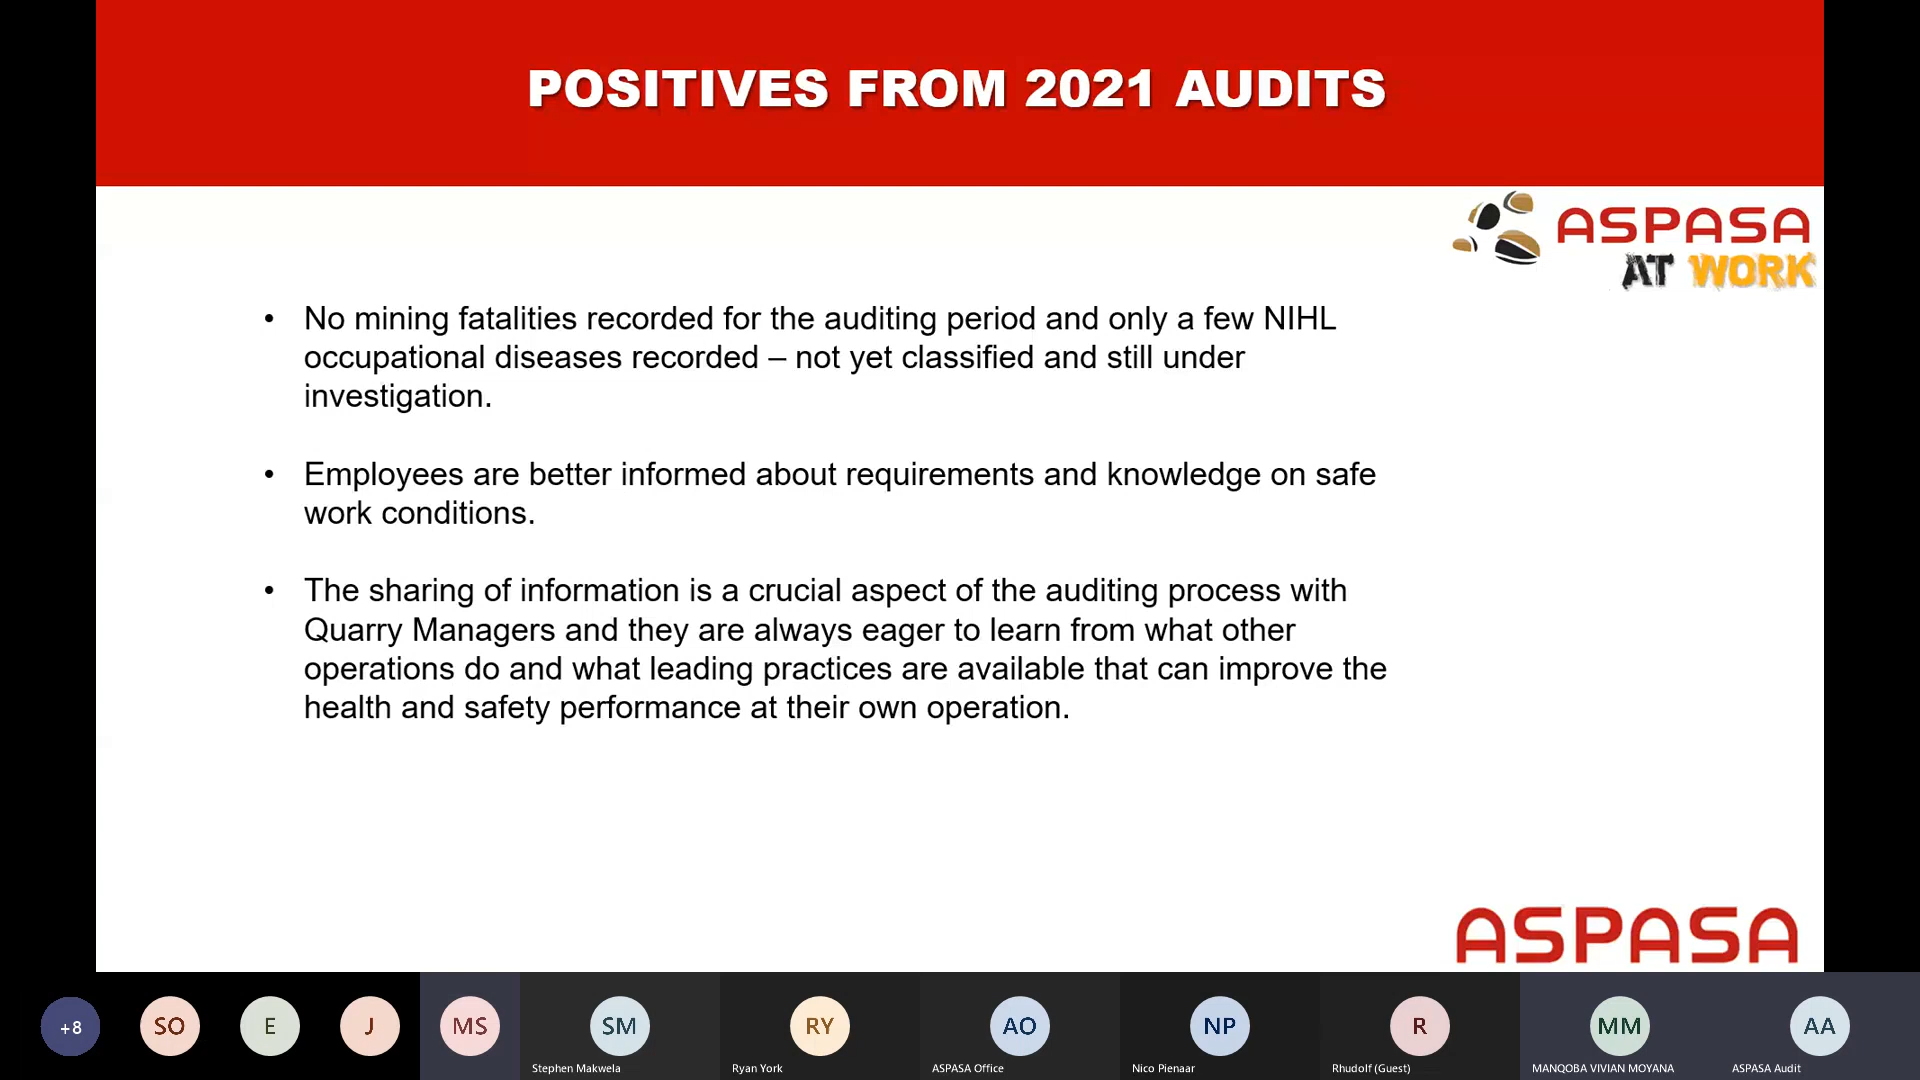 POSITIVES FROM 2021 AUDITS
ASPASA
AT WORK
• No mining fatalities recorded for the auditing period and only a few NIHL
occupational diseases recorded – not yet classified and still under
investigation.
• Employees are better informed about requirements and knowledge on safe
work conditions.
• The sharing of information is a crucial aspect of the auditing process with
Quarry Managers and they are always eager to learn from what other
operations do and what leading practices are available that can improve the
health and safety performance at their own operation.
ASPASA
+8 SO E J MS SM RY AO NP R MM AA
Stephen Makwela Ryan York ASPASA Office Nico Pienaar Rhudolf (Guest) MANQOBA VIVIAN MOYANA ASPASA Audit